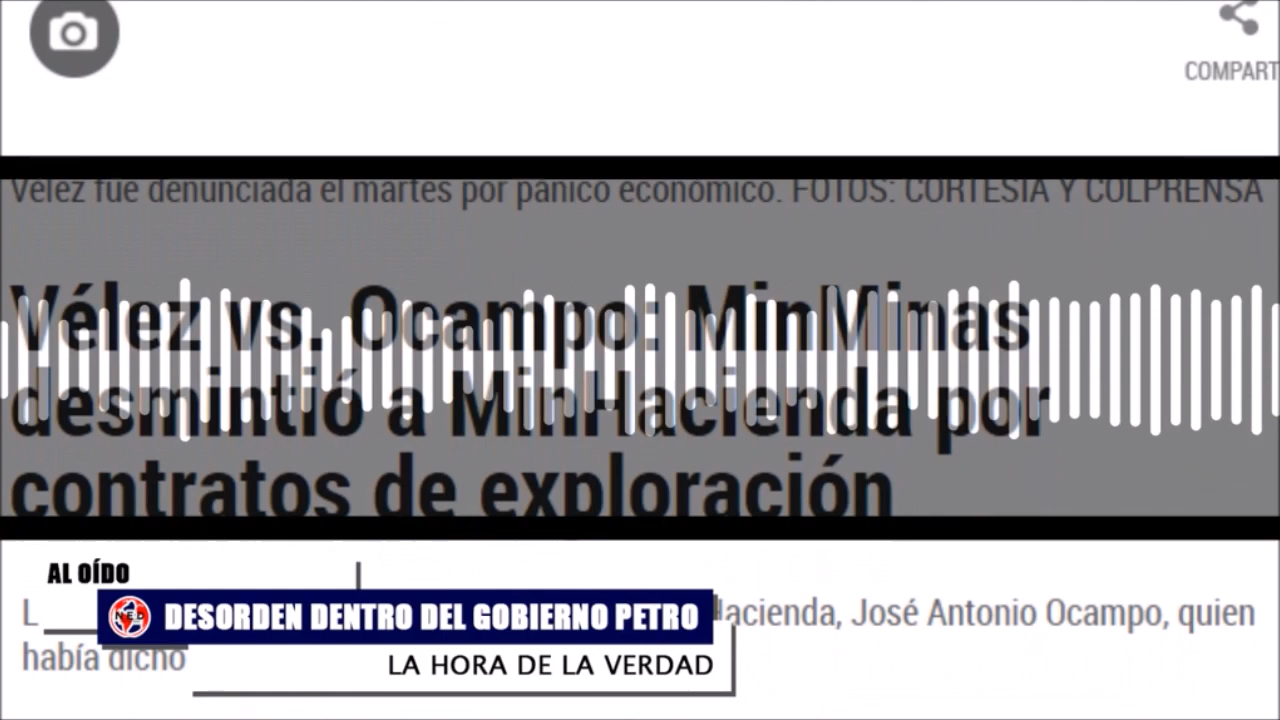 COMPART
Vélez fue denunciada el martes por pánico económico. FOTOS: CORTESÍA Y COLPRENSA
Vélez vs. Ocampo: MinMinas
desmintió a MinHacienda por
contratos de exploración
AL OÍDO
L
Hacienda, José Antonio Ocampo, quien
DESORDEN DENTRO DEL GOBIERNO PETRO
había dicho
LA HORA DE LA VERDAD